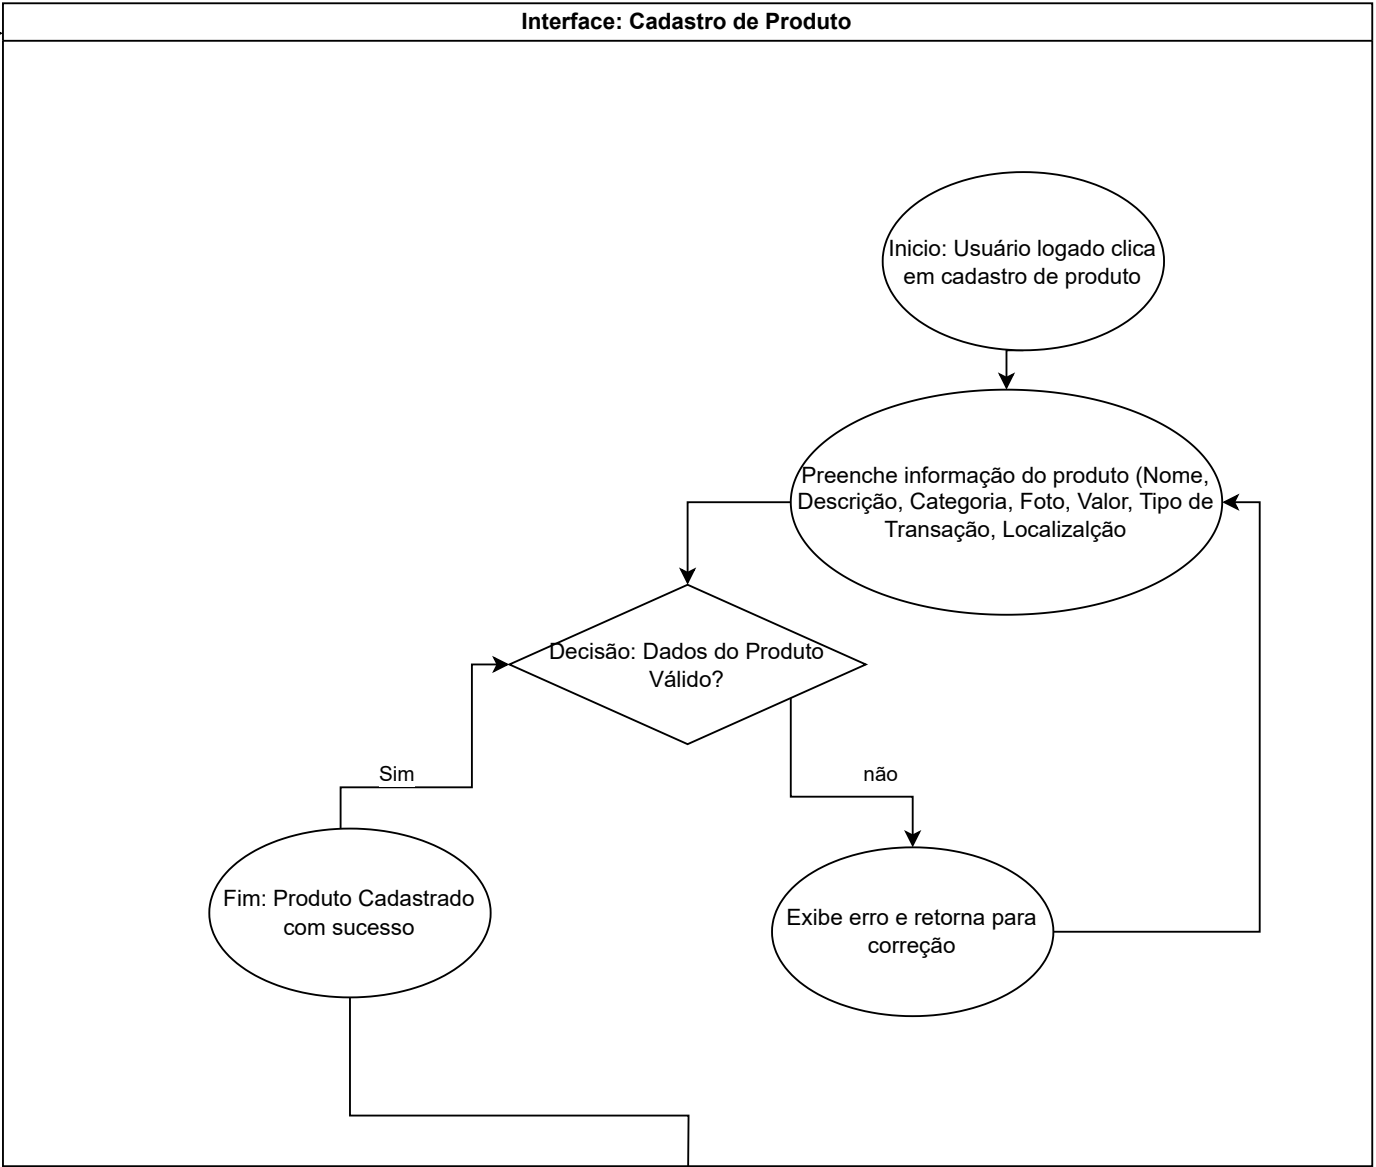 Interface: Cadastro de Produto
Inicio: Usuário logado clica
em cadastro de produto
Preenche informação do produto (Nome,
Descrição, Categoria, Foto, Valor, Tipo de
Transação, Localizalção
Decisão: Dados do Produto
Válido?
Sim
não
Fim: Produto Cadastrado
com sucesso
Exibe erro e retorna para
correção